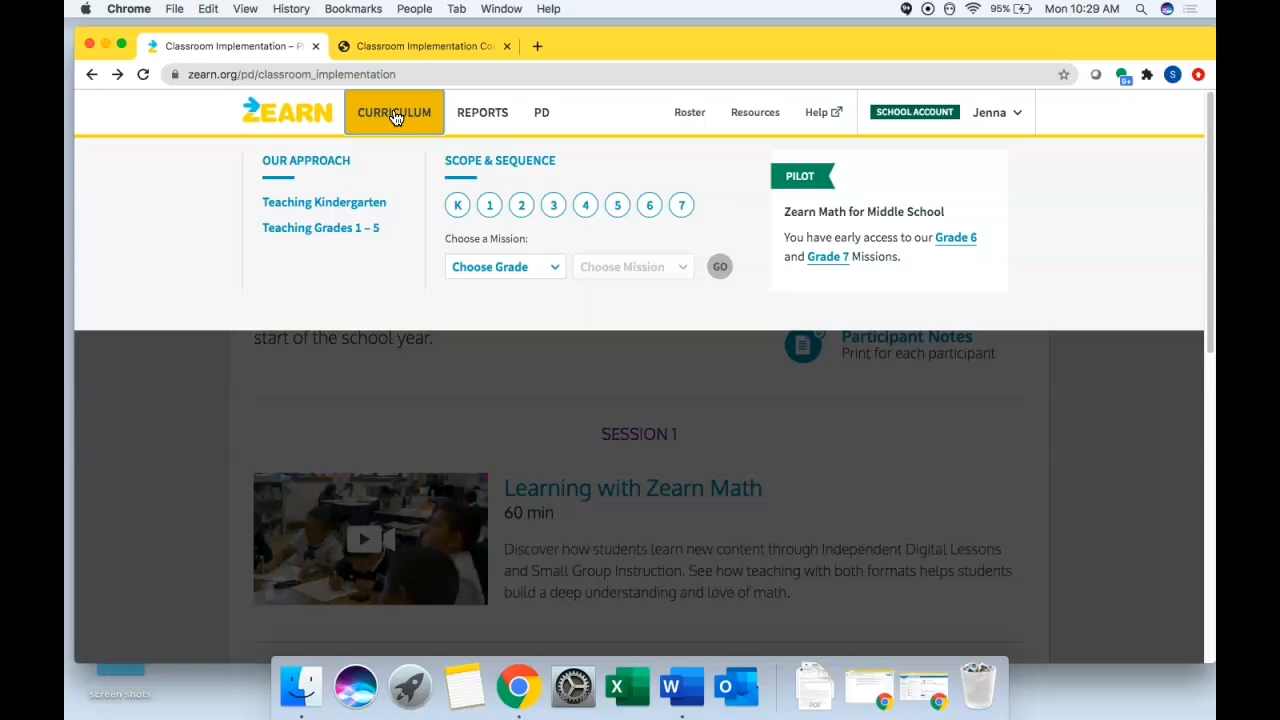 Chrome File Edit View History Bookmarks People Tab Window Help 95% Mon 10:29 AM
Classroom Implementation – P Classroom Implementation Co
zearn.org/pd/classroom_implementation S
ZEARN CURRICULUM REPORTS PD Roster Resources Help SCHOOL ACCOUNT Jenna
OUR APPROACH
Teaching Kindergarten
Teaching Grades 1 – 5
SCOPE & SEQUENCE
K 1 2 3 4 5 6 7
Choose a Mission:
Choose Grade Choose Mission GO
PILOT
Zearn Math for Middle School
You have early access to our Grade 6
and Grade 7 Missions.
start of the school year.
Participant Notes
Print for each participant
SESSION 1
Learning with Zearn Math
60 min
Discover how students learn new content through Independent Digital Lessons
and Small Group Instruction. See how teaching with both formats helps students
build a deep understanding and love of math.
screen shots
X W O
PDF